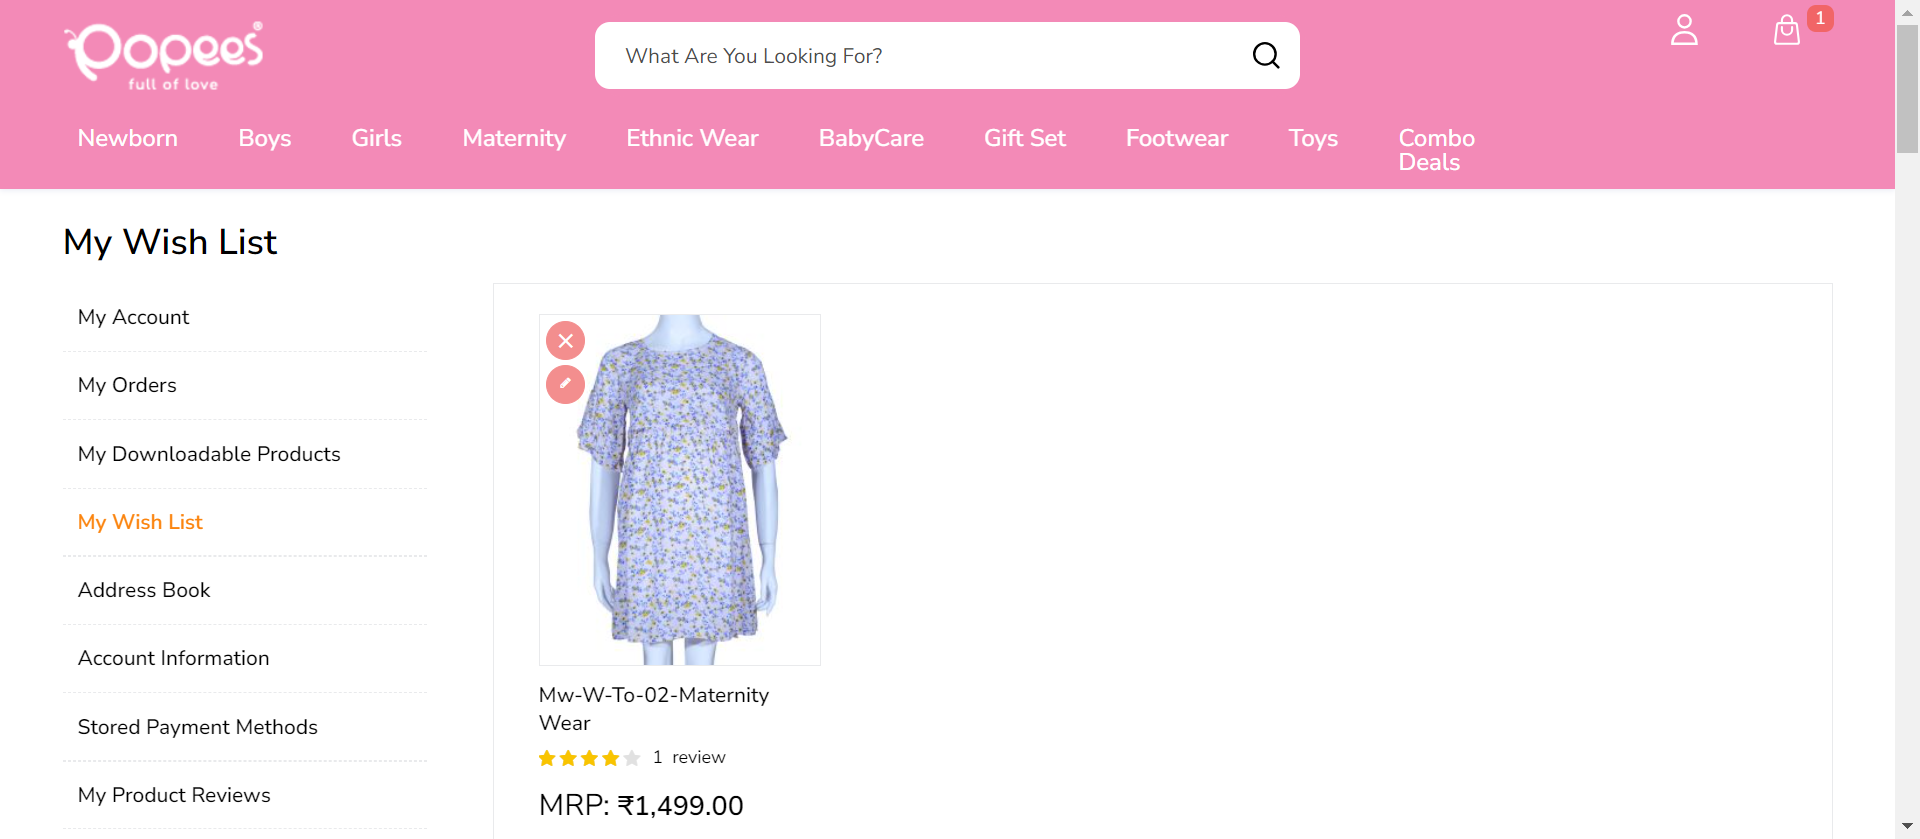 Popees®
full of love
What Are You Looking For?
1
Newborn Boys Girls Maternity Ethnic Wear BabyCare Gift Set Footwear Toys Combo
Deals
My Wish List
My Account
My Orders
My Downloadable Products
My Wish List
Address Book
Account Information
Stored Payment Methods
My Product Reviews
Mw-W-To-02-Maternity
Wear
1 review
MRP: ₹1,499.00